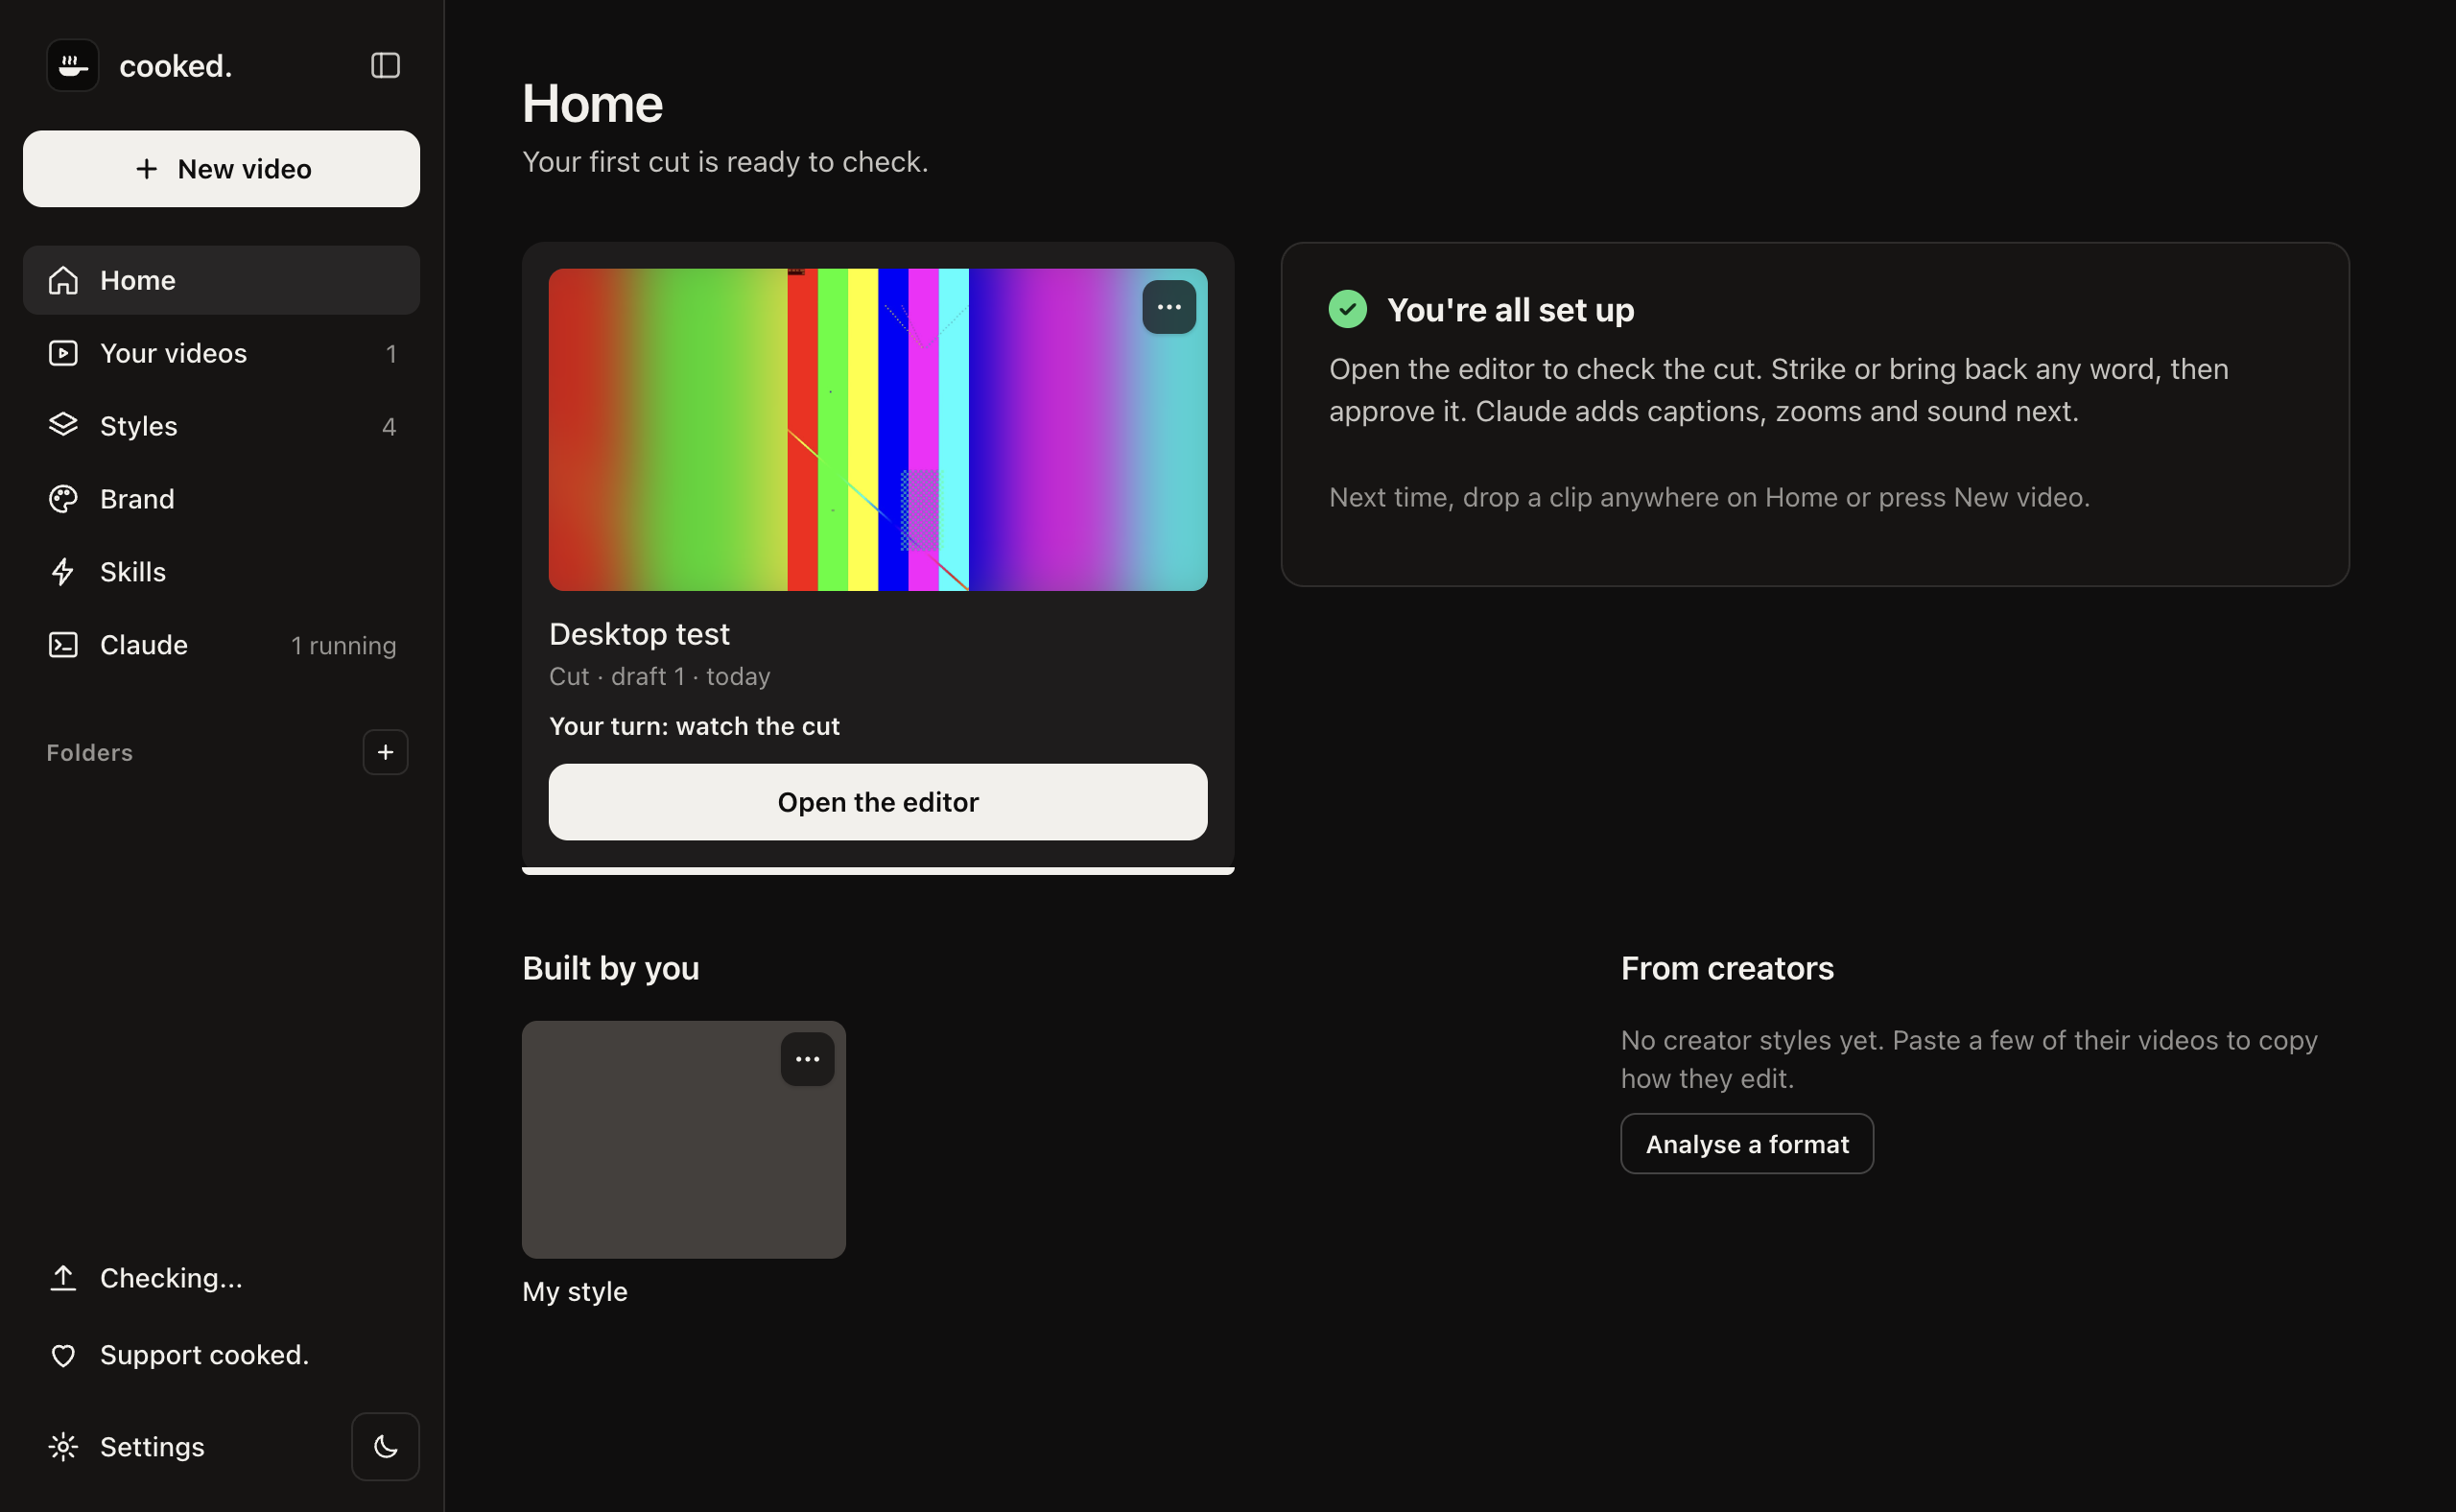 cooked.
New video
Home
Your videos 1
Styles 4
Brand
Skills
Claude 1 running
Folders
Checking...
Support cooked.
Settings
Home
Your first cut is ready to check.
Desktop test
Cut · draft 1 · today
Your turn: watch the cut
Open the editor
You're all set up
Open the editor to check the cut. Strike or bring back any word, then
approve it. Claude adds captions, zooms and sound next.
Next time, drop a clip anywhere on Home or press New video.
Built by you
My style
From creators
No creator styles yet. Paste a few of their videos to copy
how they edit.
Analyse a format